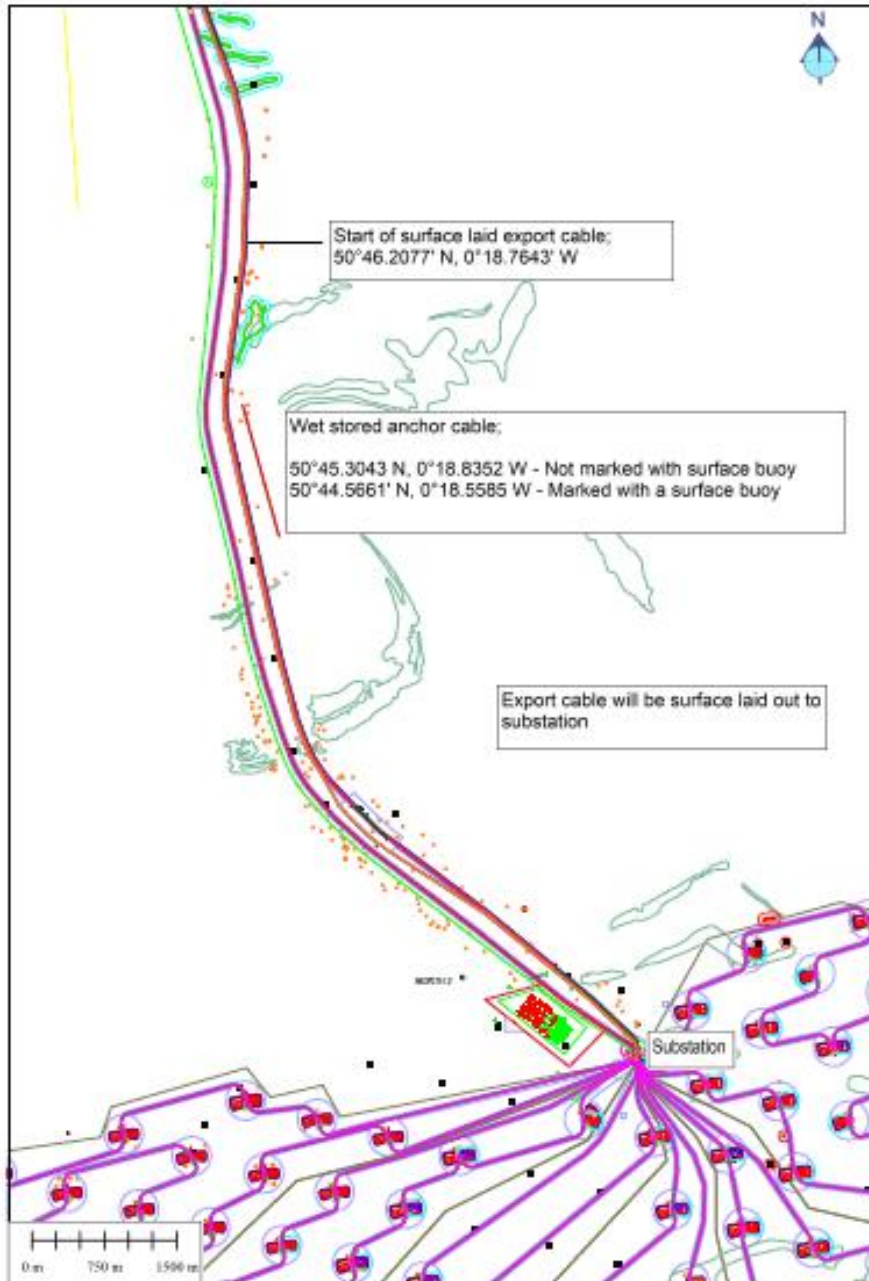 N
Start of surface laid export cable;
50°46.2077' N, 0°18.7643' W
Wet stored anchor cable;
50°45.3043 N, 0°18.8352 W - Not marked with surface buoy
50°44.5661' N, 0°18.5585 W - Marked with a surface buoy
Export cable will be surface laid out to
substation
Substation
0 m 750 m 1500 m